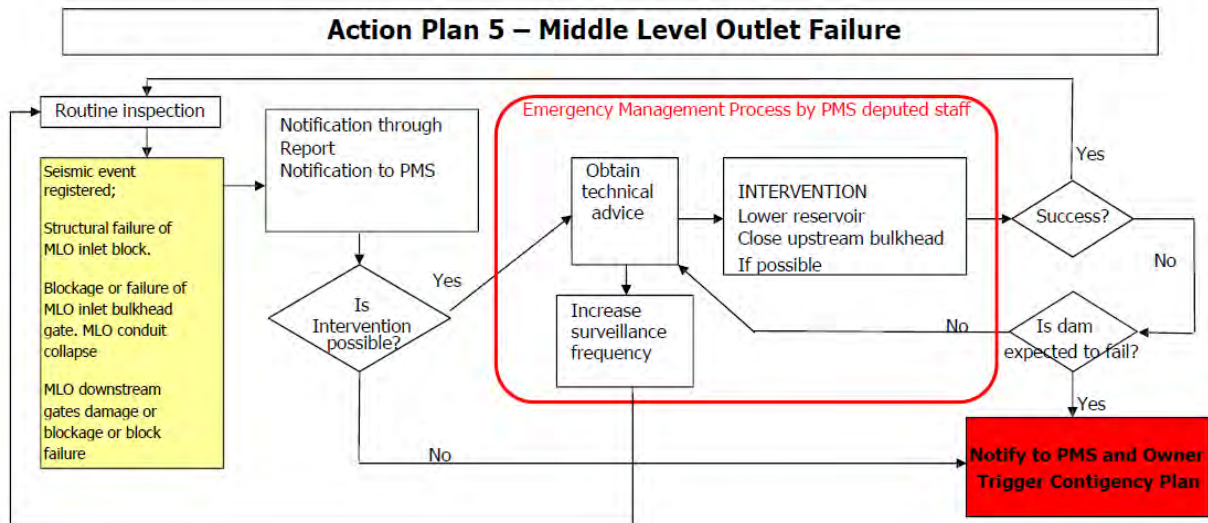 Action Plan 5 – Middle Level Outlet Failure
Routine inspection
Seismic event
registered;
Structural failure of
MLO inlet block.
Blockage or failure of
MLO inlet bulkhead
gate. MLO conduit
collapse
MLO downstream
gates damage or
blockage or block
failure
Notification through
Report
Notification to PMS
Is
Intervention
possible?
Yes
No
Emergency Management Process by PMS deputed staff
Obtain
technical
advice
Increase
surveillance
frequency
INTERVENTION
Lower reservoir
Close upstream bulkhead
If possible
Success?
Yes
No
Is dam
expected to fail?
No
Yes
Notify to PMS and Owner
Trigger Contigency Plan